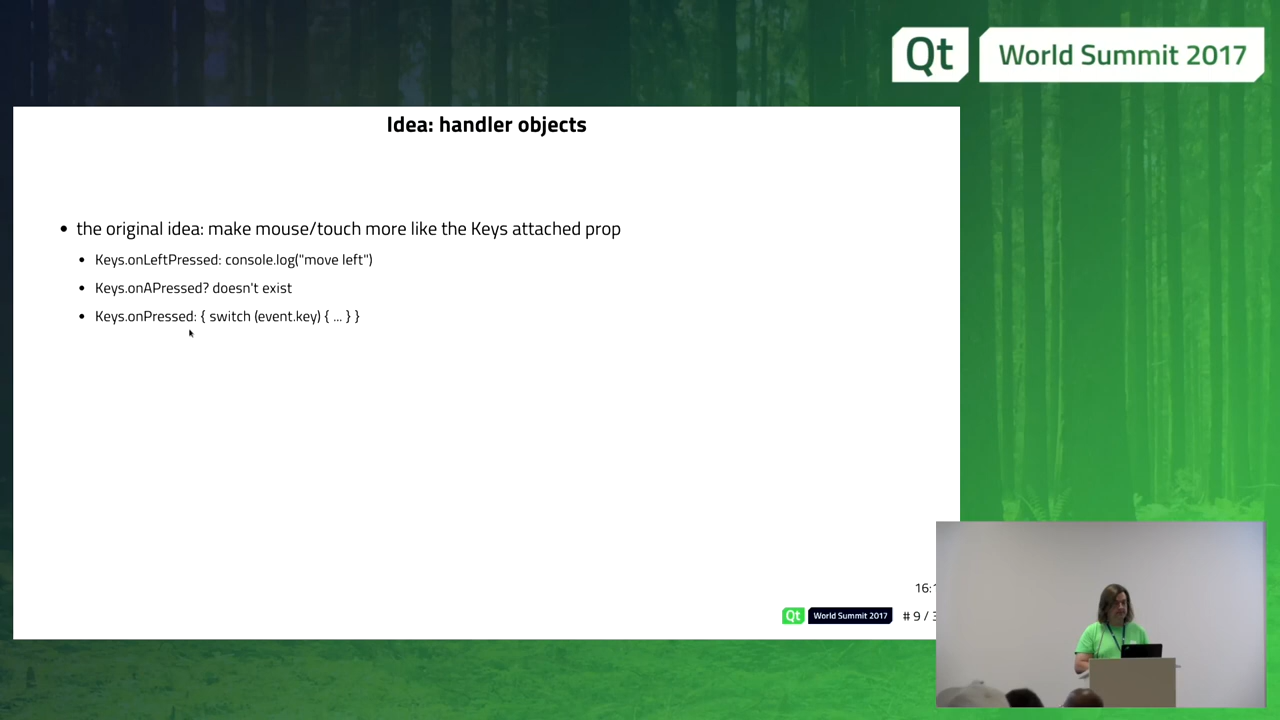 Qt World Summit 2017
Idea: handler objects
• the original idea: make mouse/touch more like the Keys attached prop
• Keys.onLeftPressed: console.log("move left")
• Keys.onAPressed? doesn't exist
• Keys.onPressed: { switch (event.key) { ... } }
16:
Qt World Summit 2017 # 9 /